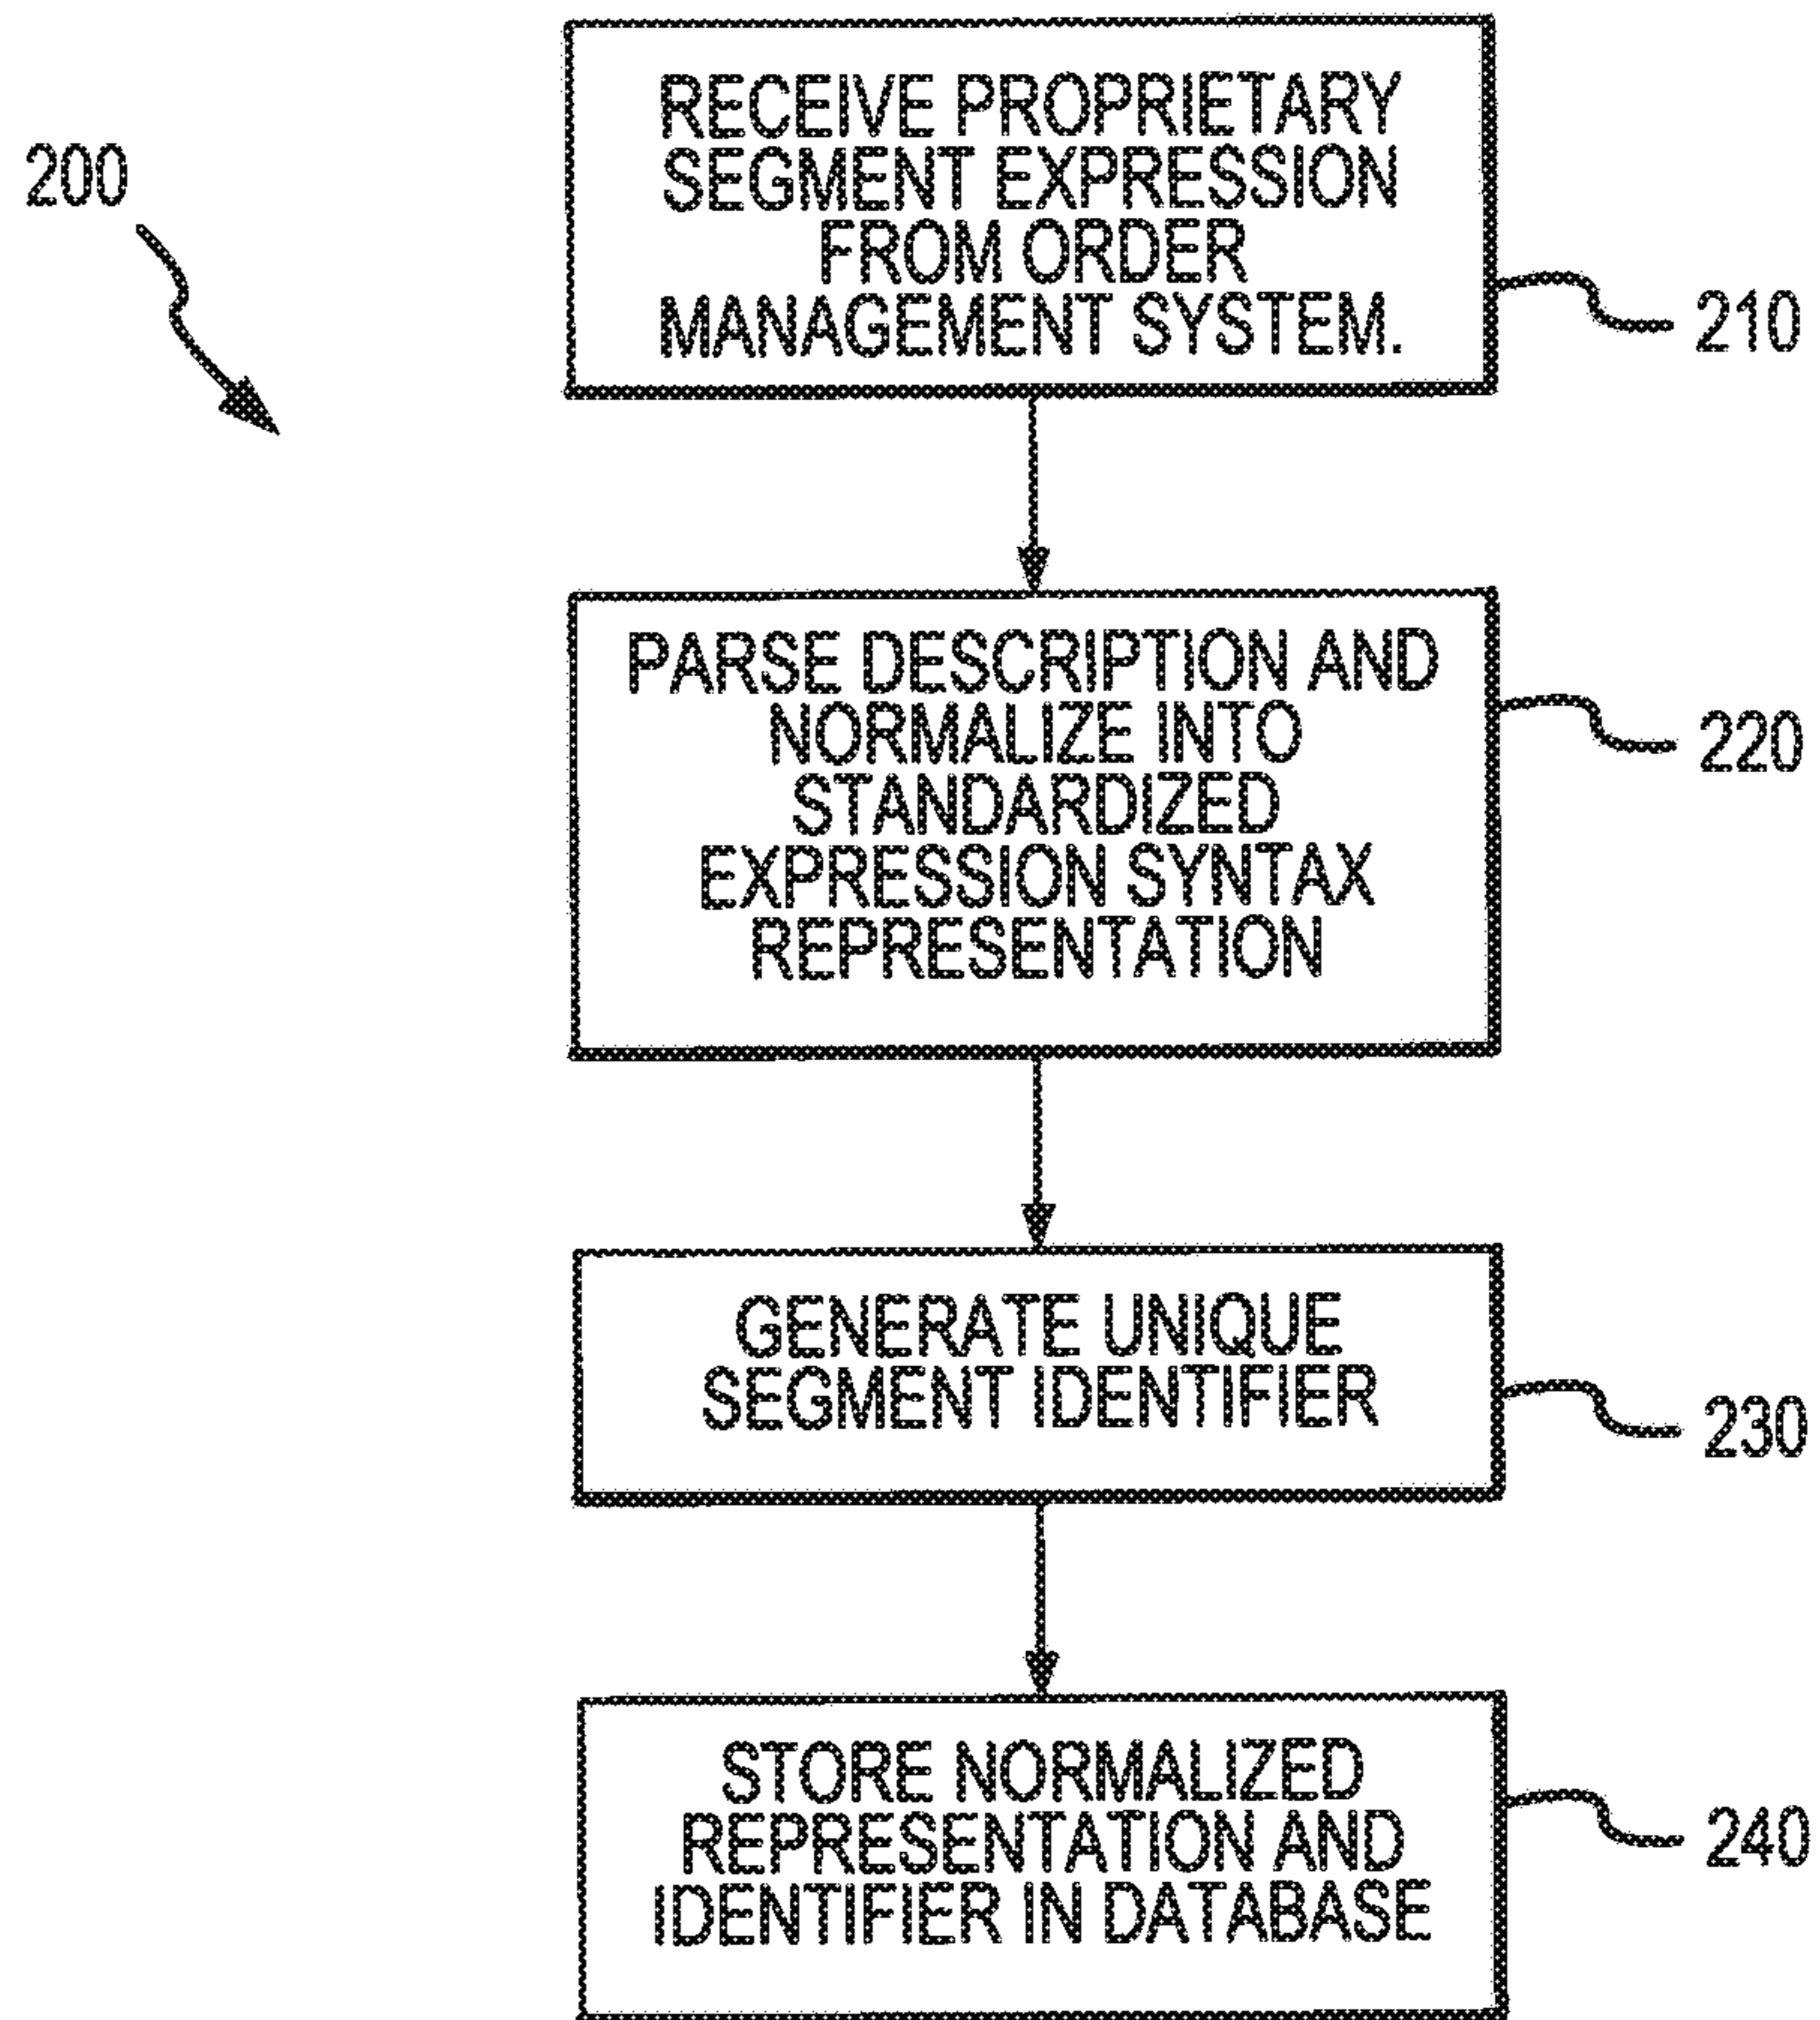 200
RECEIVE PROPRIETARY
SEGMENT EXPRESSION
FROM ORDER
MANAGEMENT SYSTEM.
210
PARSE DESCRIPTION AND
NORMALIZE INTO
STANDARDIZED
EXPRESSION SYNTAX
REPRESENTATION
220
GENERATE UNIQUE
SEGMENT IDENTIFIER
230
STORE NORMALIZED
REPRESENTATION AND
IDENTIFIER IN DATABASE
240